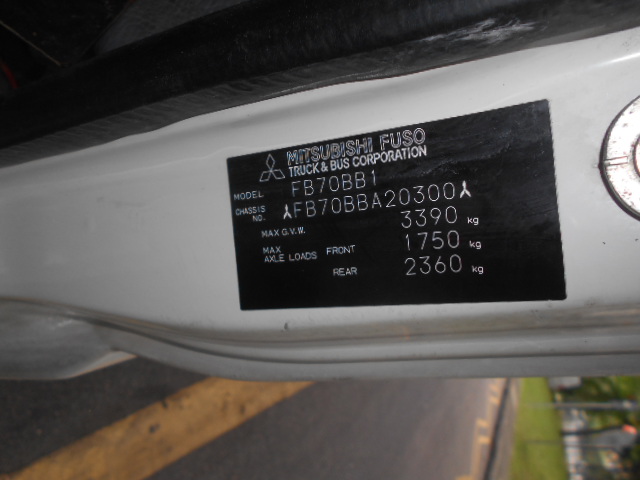 MITSUBISHI FUSO
TRUCK & BUS CORPORATION
MODEL FB70BB1
CHASSIS NO. FB70BBA20300
MAX G.V.W. 3390 kg
MAX AXLE LOADS FRONT 1750 kg
REAR 2360 kg